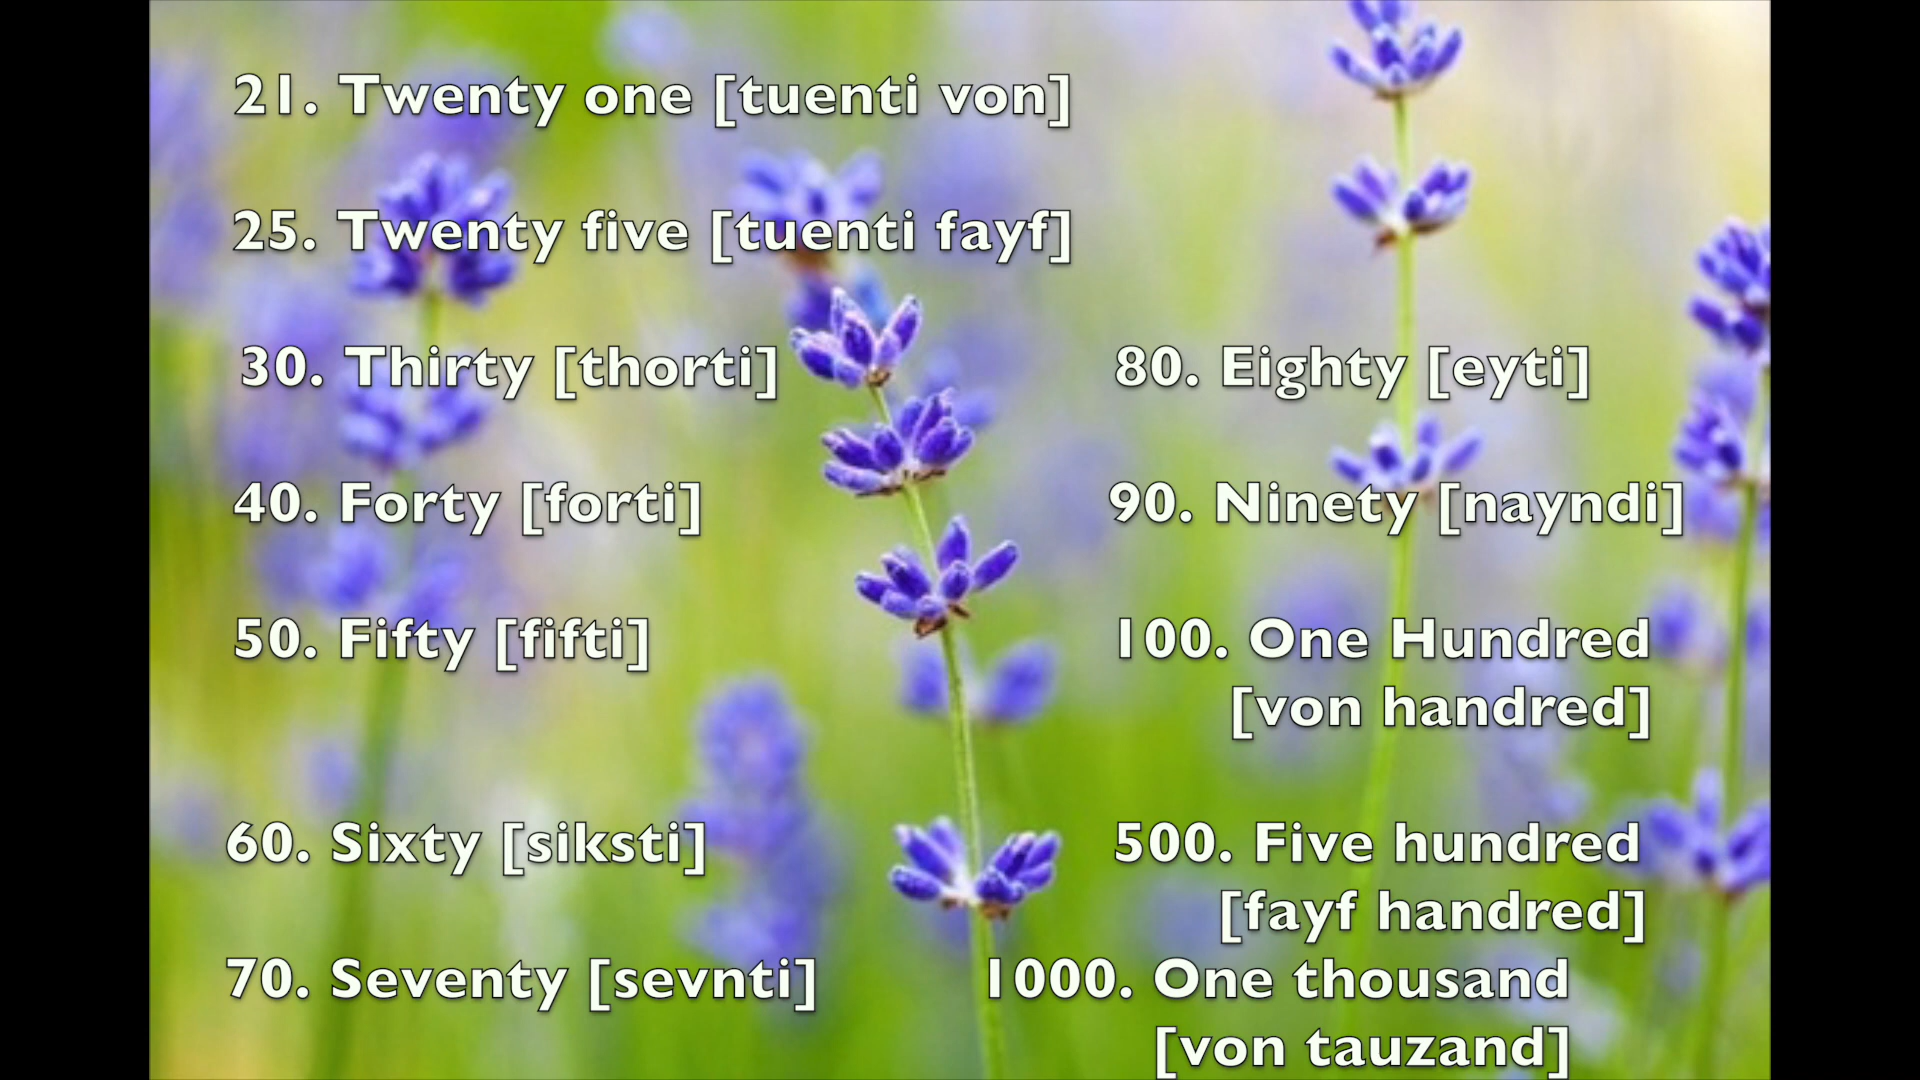 21. Twenty one [tuenti von]
25. Twenty five [tuenti fayf]
30. Thirty [thorti]
40. Forty [forti]
50. Fifty [fifti]
60. Sixty [siksti]
70. Seventy [sevnti]
80. Eighty [eyti]
90. Ninety [nayndi]
100. One Hundred
[von handred]
500. Five hundred
[fayf handred]
1000. One thousand
[von tauzand]